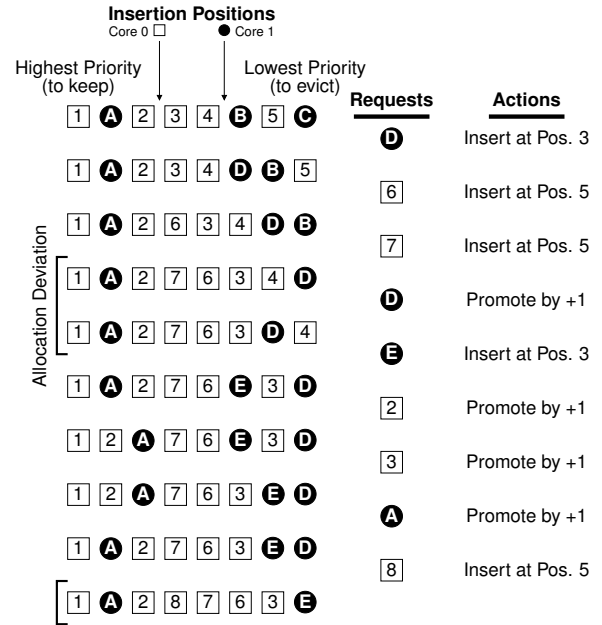 Insertion Positions
Core 0 Core 1
Highest Priority Lowest Priority
(to keep) (to evict)
Requests Actions
1 A 2 3 4 B 5 C
D Insert at Pos. 3
1 A 2 3 4 D B 5
6 Insert at Pos. 5
1 A 2 6 3 4 D B
7 Insert at Pos. 5
Allocation Deviation
1 A 2 7 6 3 4 D
D Promote by +1
1 A 2 7 6 3 D 4
E Insert at Pos. 3
1 A 2 7 6 E 3 D
2 Promote by +1
1 2 A 7 6 E 3 D
3 Promote by +1
1 2 A 7 6 3 E D
A Promote by +1
1 A 2 7 6 3 E D
8 Insert at Pos. 5
1 A 2 8 7 6 3 E